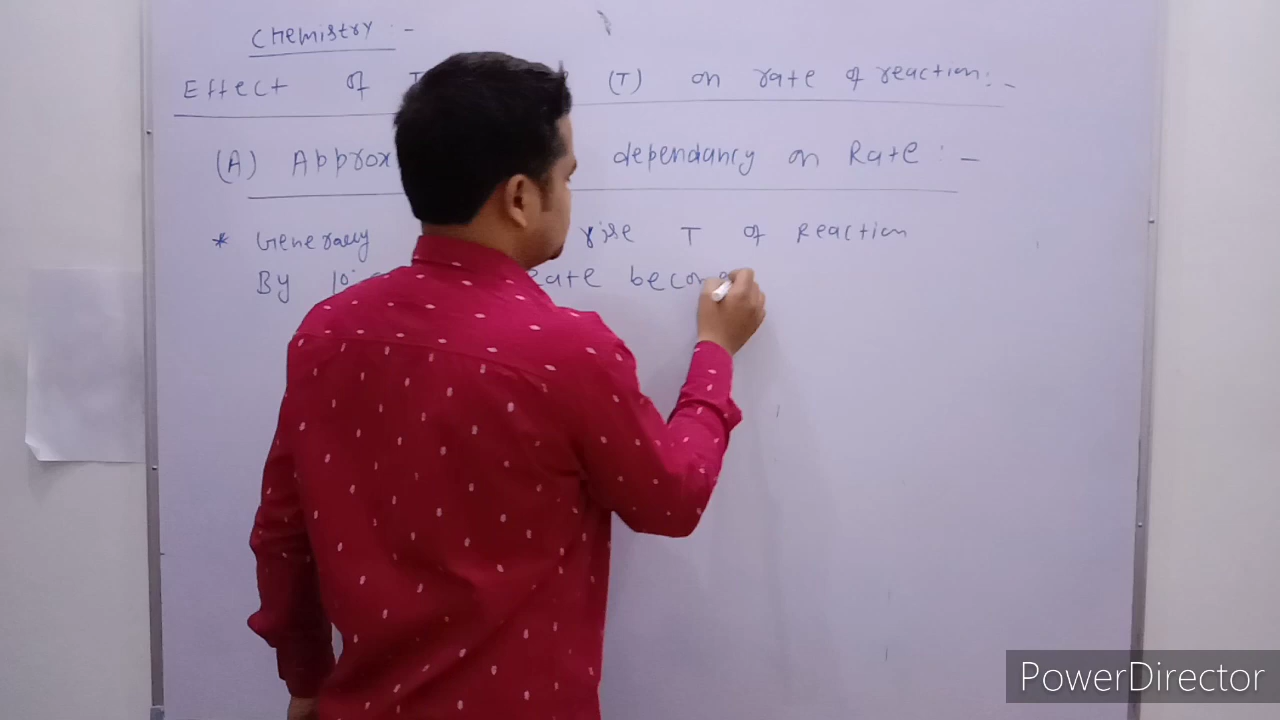 Chemistry : -
Effect of (T) on rate of reaction : -
(A) Approx dependancy on Rate : -
* Generally rise T of Reaction
By 10 Rate becom
PowerDirector